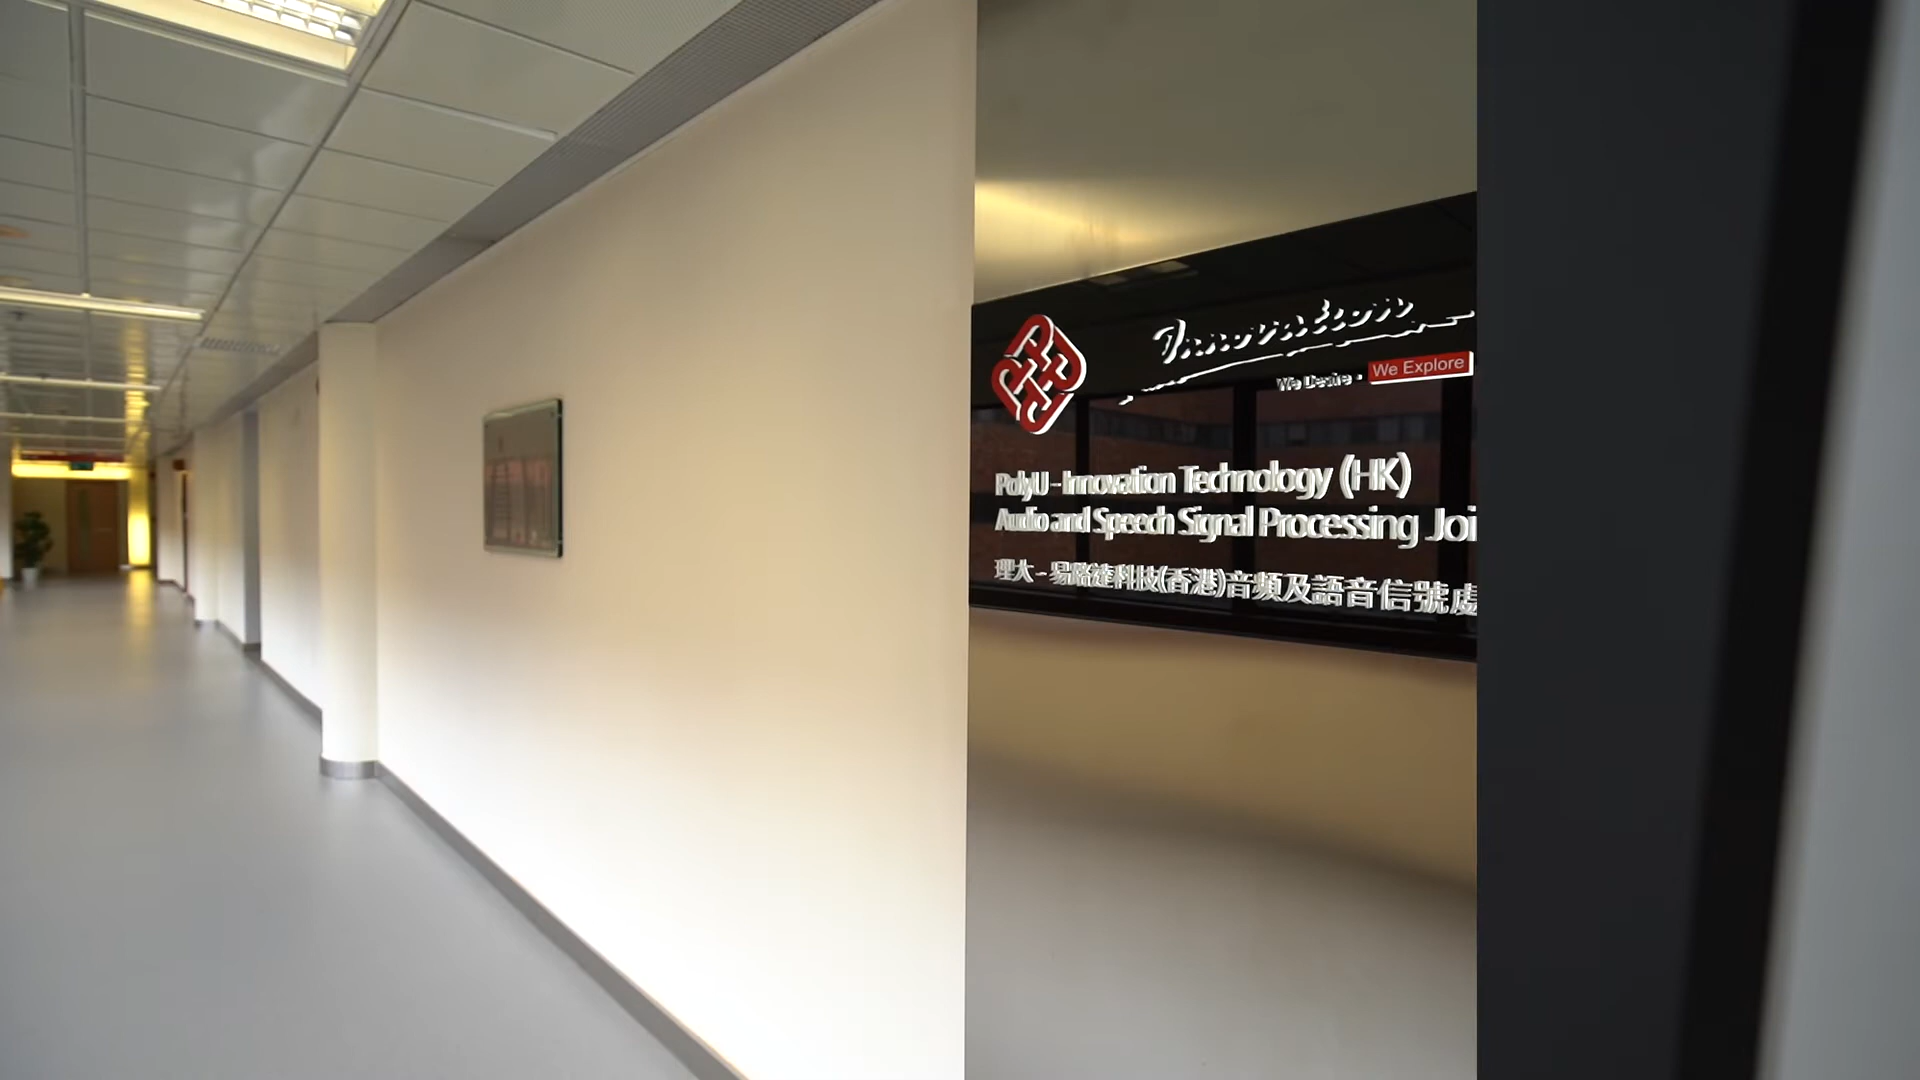 Innovation
We Desire • We Explore
PolyU - Innovation Technology (HK)
Audio and Speech Signal Processing Joi
理大 - 易路達科技(香港)音頻及語音信號處